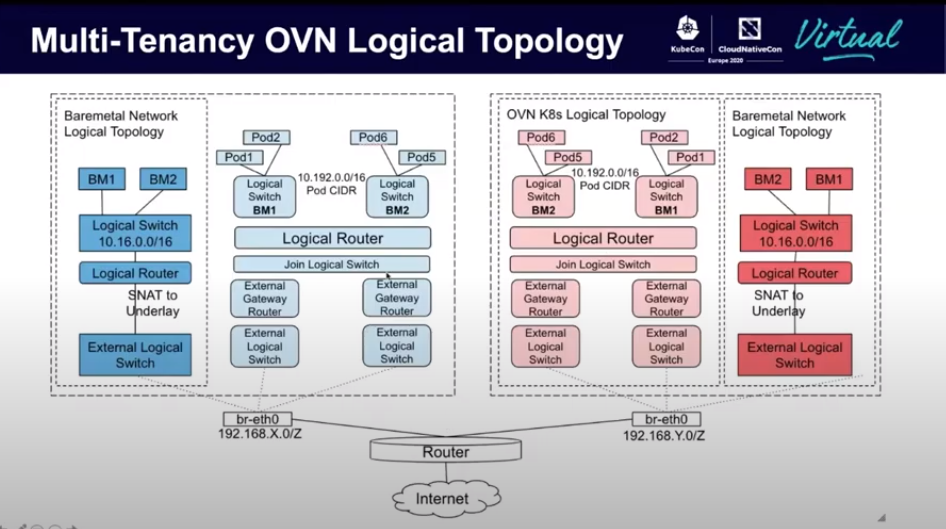 Multi-Tenancy OVN Logical Topology
KubeCon
CloudNativeCon
Europe 2020
Virtual
Baremetal Network
Logical Topology
BM1
BM2
Logical Switch
10.16.0.0/16
Logical Router
SNAT to
Underlay
External Logical
Switch
Pod2
Pod1
Pod6
Pod5
10.192.0.0/16
Pod CIDR
Logical
Switch
BM1
Logical
Switch
BM2
Logical Router
Join Logical Switch
External
Gateway
Router
External
Gateway
Router
External
Logical
Switch
External
Logical
Switch
OVN K8s Logical Topology
Pod6
Pod5
Pod2
Pod1
10.192.0.0/16
Pod CIDR
Logical
Switch
BM2
Logical
Switch
BM1
Logical Router
Join Logical Switch
External
Gateway
Router
External
Gateway
Router
External
Logical
Switch
External
Logical
Switch
Baremetal Network
Logical Topology
BM2
BM1
Logical Switch
10.16.0.0/16
Logical Router
SNAT to
Underlay
External Logical
Switch
br-eth0
192.168.X.0/Z
br-eth0
192.168.Y.0/Z
Router
Internet